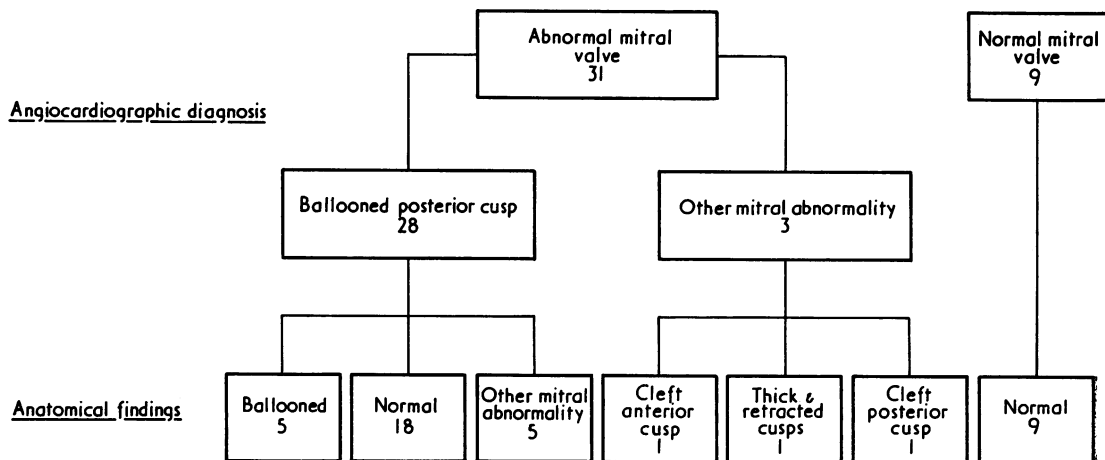 Abnormal mitral
valve
31
Normal mitral
valve
9
Angiocardiographic diagnosis
Ballooned posterior cusp
28
Other mitral abnormality
3
Anatomical findings
Ballooned
5
Normal
18
Other mitral
abnormality
5
Cleft
anterior
cusp
1
Thick &
retracted
cusps
1
Cleft
posterior
cusp
1
Normal
9